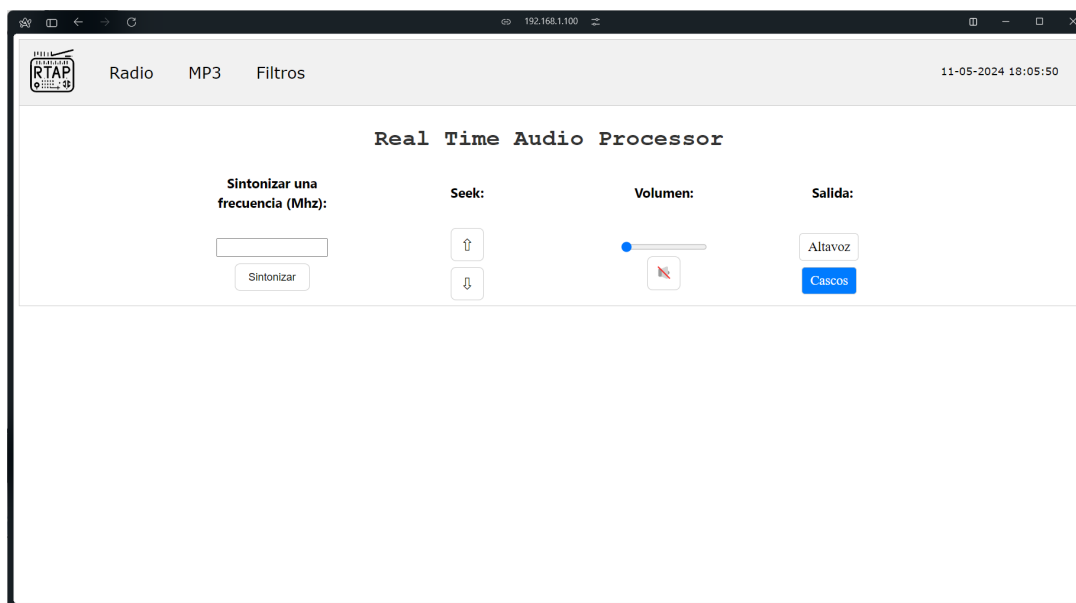 192.168.1.100
RTAP
Radio MP3 Filtros
11-05-2024 18:05:50
Real Time Audio Processor
Sintonizar una
frecuencia (Mhz):
Seek:
Volumen:
Salida:
⇧
Altavoz
Sintonizar
⇩
Cascos